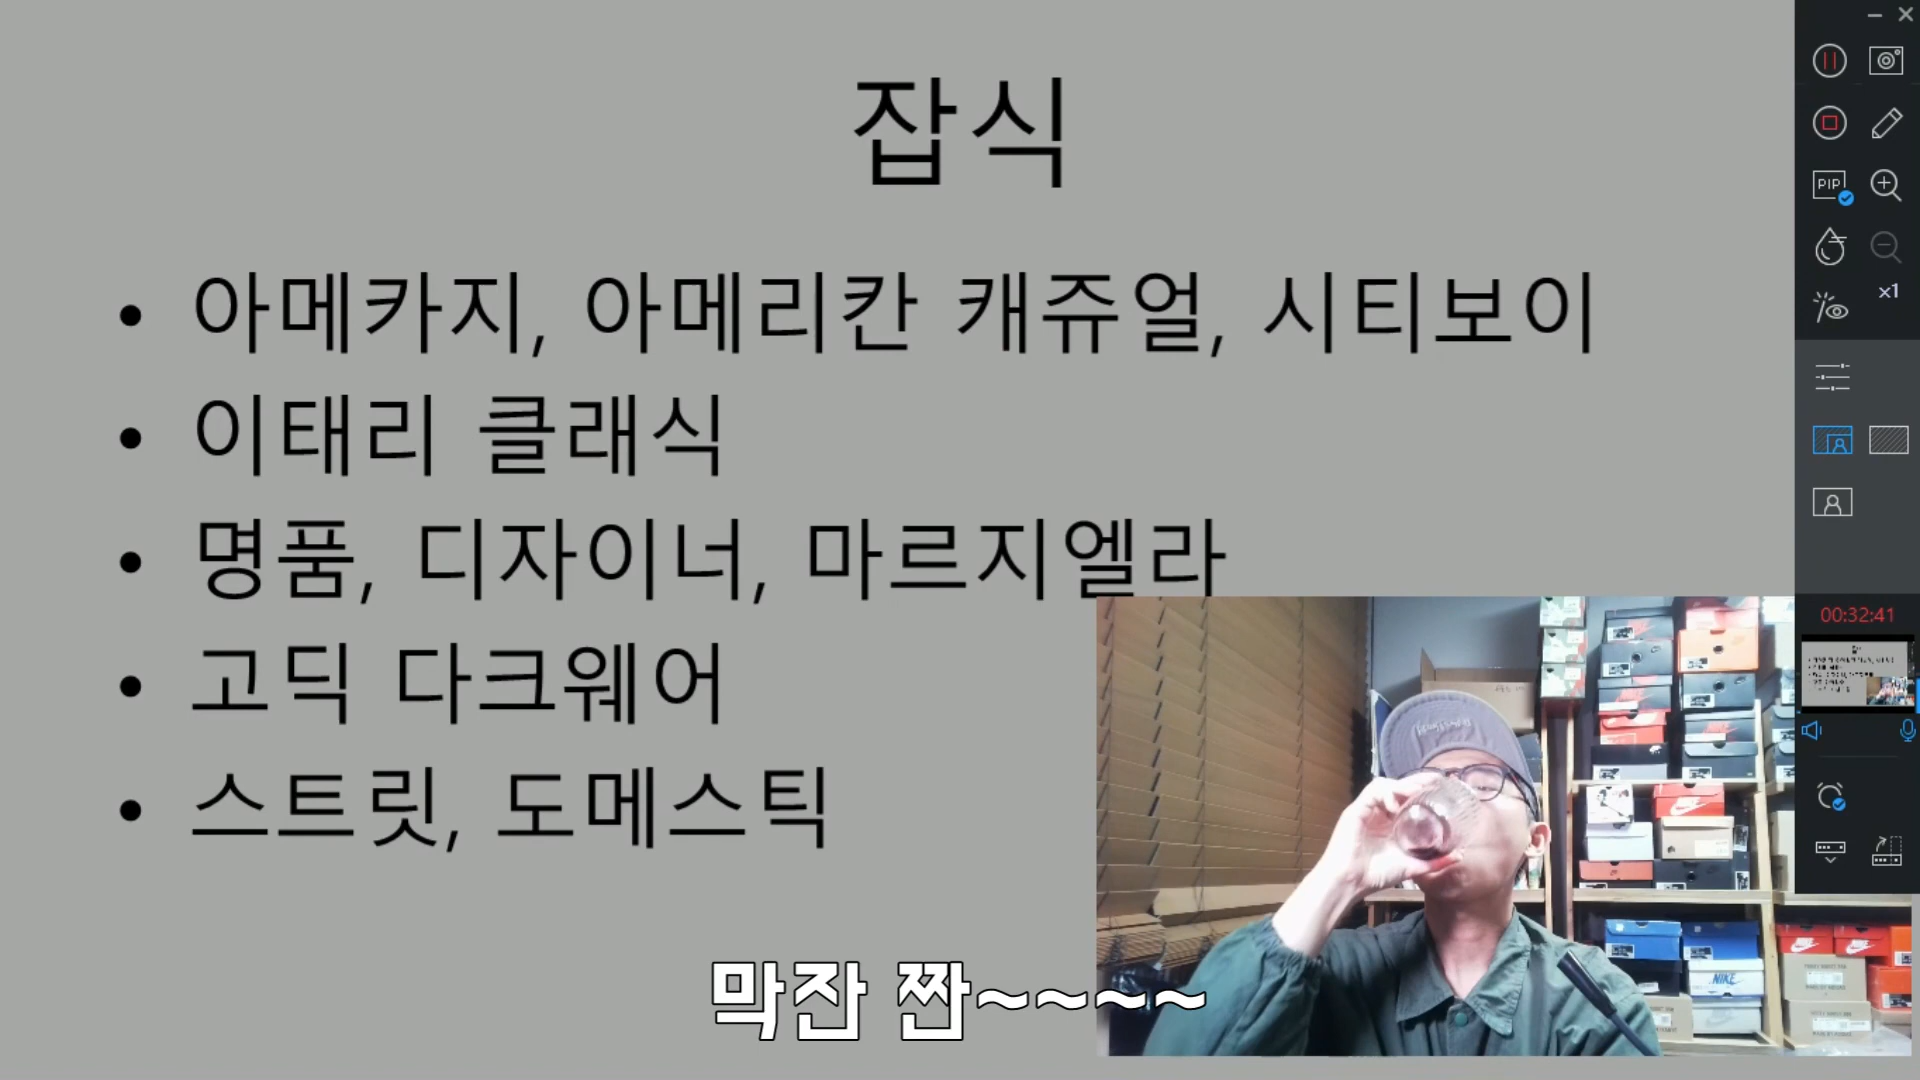 잡식
• 아메카지, 아메리칸 캐쥬얼, 시티보이
• 이태리 클래식
• 명품, 디자이너, 마르지엘라
• 고딕 다크웨어
• 스트릿, 도메스틱
막잔 짠~~~~
PIP
x1
00:32:41
NIKE